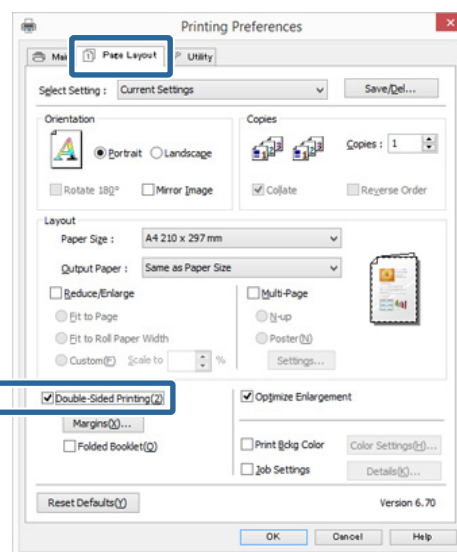 Printing Preferences
Main Page Layout Utility
Select Setting : Current Settings Save/Del...
Orientation Copies
Portrait Landscape Copies : 1
Rotate 180° Mirror Image Collate Reverse Order
Layout
Paper Size : A4 210 x 297 mm
Output Paper : Same as Paper Size
Reduce/Enlarge Multi-Page
Fit to Page N-up
Fit to Roll Paper Width Poster(N)
Custom(F) Scale to % Settings...
Double-Sided Printing(2) Optimize Enlargement
Margins(X)...
Folded Booklet(O) Print Bckg Color Color Settings(H)...
Job Settings Details(K)...
Reset Defaults(Y) Version 6.70
OK Cancel Help